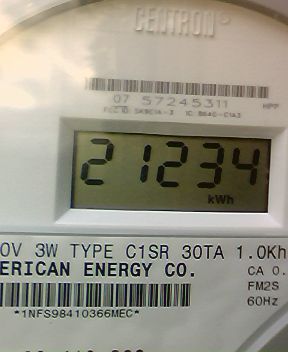 CENTRON®
07 57245311 HPP
21234
kWh
0V 3W TYPE C1SR 30TA 1.0Kh
ERICAN ENERGY CO. CA 0.
FM2S
60Hz
*1NFS98410366MEC*